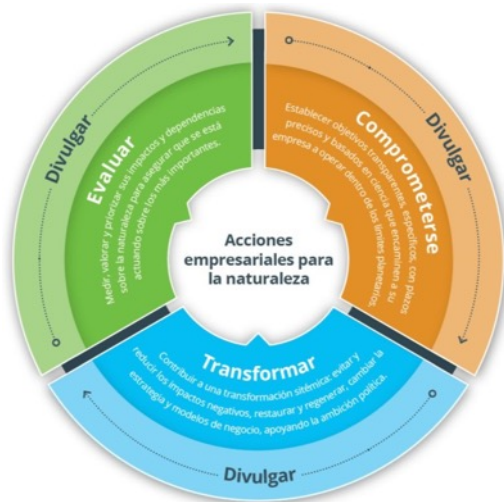 Divulgar
Evaluar
Medir, valorar y priorizar sus impactos y dependencias
sobre la naturaleza para asegurar que se está
actuando sobre los más importantes.
Divulgar
Comprometerse
Establecer objetivos transparentes, específicos, con plazos
precisos y basados en ciencia que encaminen a su
empresa a operar dentro de los límites planetarios.
Acciones
empresariales para
la naturaleza
Transformar
Contribuir a una transformación sitémica: evitar y
reducir los impactos negativos, restaurar y regenerar, cambiar la
estrategia y modelos de negocio, apoyando la ambición política.
Divulgar